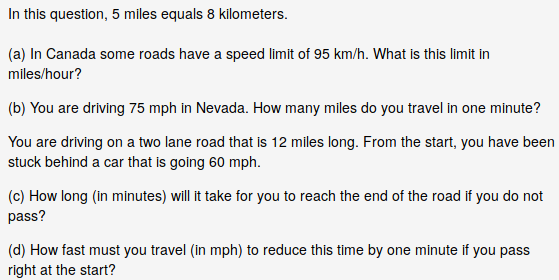 In this question, 5 miles equals 8 kilometers.
(a) In Canada some roads have a speed limit of 95 km/h. What is this limit in
miles/hour?
(b) You are driving 75 mph in Nevada. How many miles do you travel in one minute?
You are driving on a two lane road that is 12 miles long. From the start, you have been
stuck behind a car that is going 60 mph.
(c) How long (in minutes) will it take for you to reach the end of the road if you do not
pass?
(d) How fast must you travel (in mph) to reduce this time by one minute if you pass
right at the start?